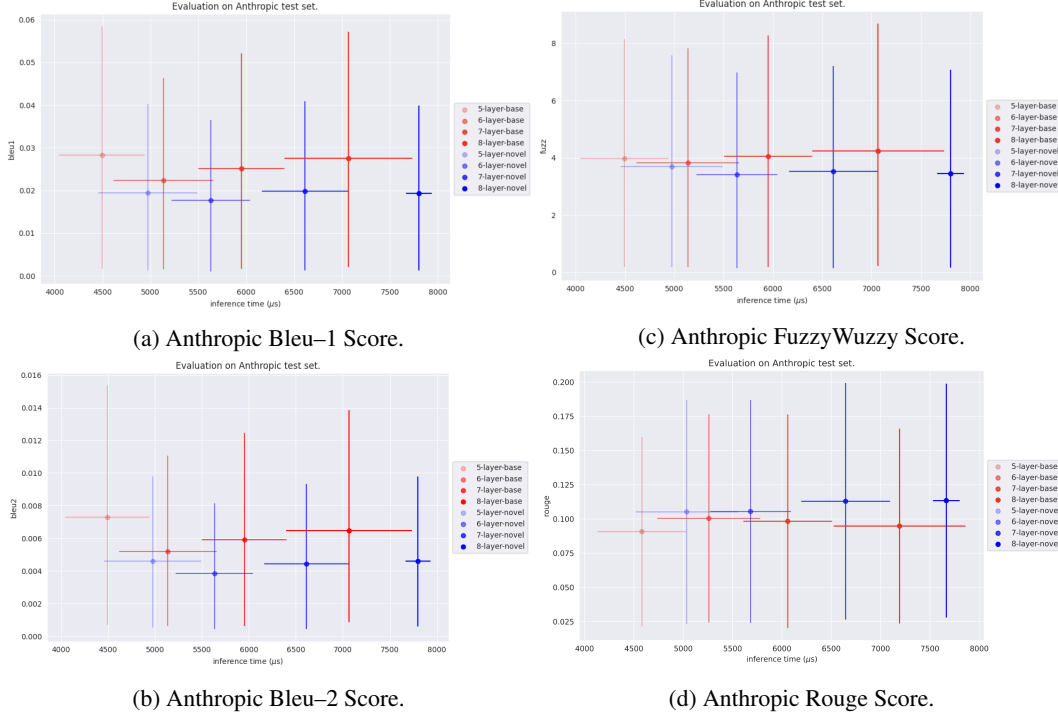 Evaluation on Anthropic test set.
0.06
0.05
0.04
0.03
0.02
0.01
0.00
bleu1
4000 4500 5000 5500 6000 6500 7000 7500 8000
inference time (μs)
5-layer-base
6-layer-base
7-layer-base
8-layer-base
5-layer-novel
6-layer-novel
7-layer-novel
8-layer-novel
(a) Anthropic Bleu–1 Score.
Evaluation on Anthropic test set.
8
6
4
2
0
fuzz
4000 4500 5000 5500 6000 6500 7000 7500 8000
inference time (μs)
5-layer-base
6-layer-base
7-layer-base
8-layer-base
5-layer-novel
6-layer-novel
7-layer-novel
8-layer-novel
(c) Anthropic FuzzyWuzzy Score.
Evaluation on Anthropic test set.
0.016
0.014
0.012
0.010
0.008
0.006
0.004
0.002
0.000
bleu2
4000 4500 5000 5500 6000 6500 7000 7500 8000
inference time (μs)
5-layer-base
6-layer-base
7-layer-base
8-layer-base
5-layer-novel
6-layer-novel
7-layer-novel
8-layer-novel
(b) Anthropic Bleu–2 Score.
Evaluation on Anthropic test set.
0.200
0.175
0.150
0.125
0.100
0.075
0.050
0.025
rouge
4000 4500 5000 5500 6000 6500 7000 7500 8000
inference time (μs)
5-layer-base
6-layer-base
7-layer-base
8-layer-base
5-layer-novel
6-layer-novel
7-layer-novel
8-layer-novel
(d) Anthropic Rouge Score.